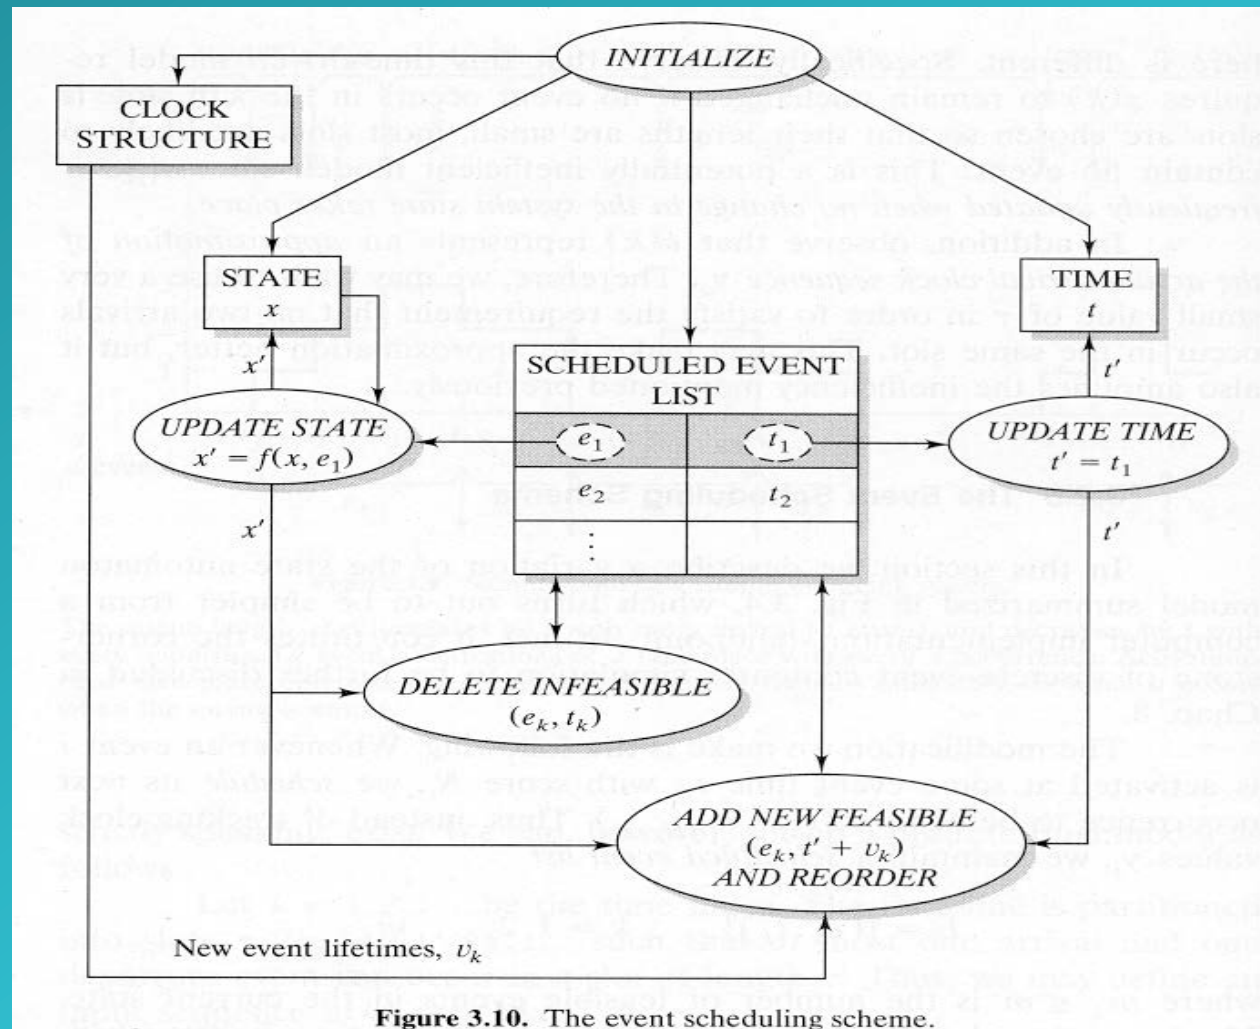 INITIALIZE
CLOCK
STRUCTURE
STATE
x
TIME
t
x′
t′
SCHEDULED EVENT
LIST
e₁ t₁
e₂ t₂
⋮
UPDATE STATE
x′ = f(x, e₁)
UPDATE TIME
t′ = t₁
x′
t′
DELETE INFEASIBLE
(eₖ, tₖ)
ADD NEW FEASIBLE
(eₖ, t′ + vₖ)
AND REORDER
New event lifetimes, vₖ
Figure 3.10. The event scheduling scheme.